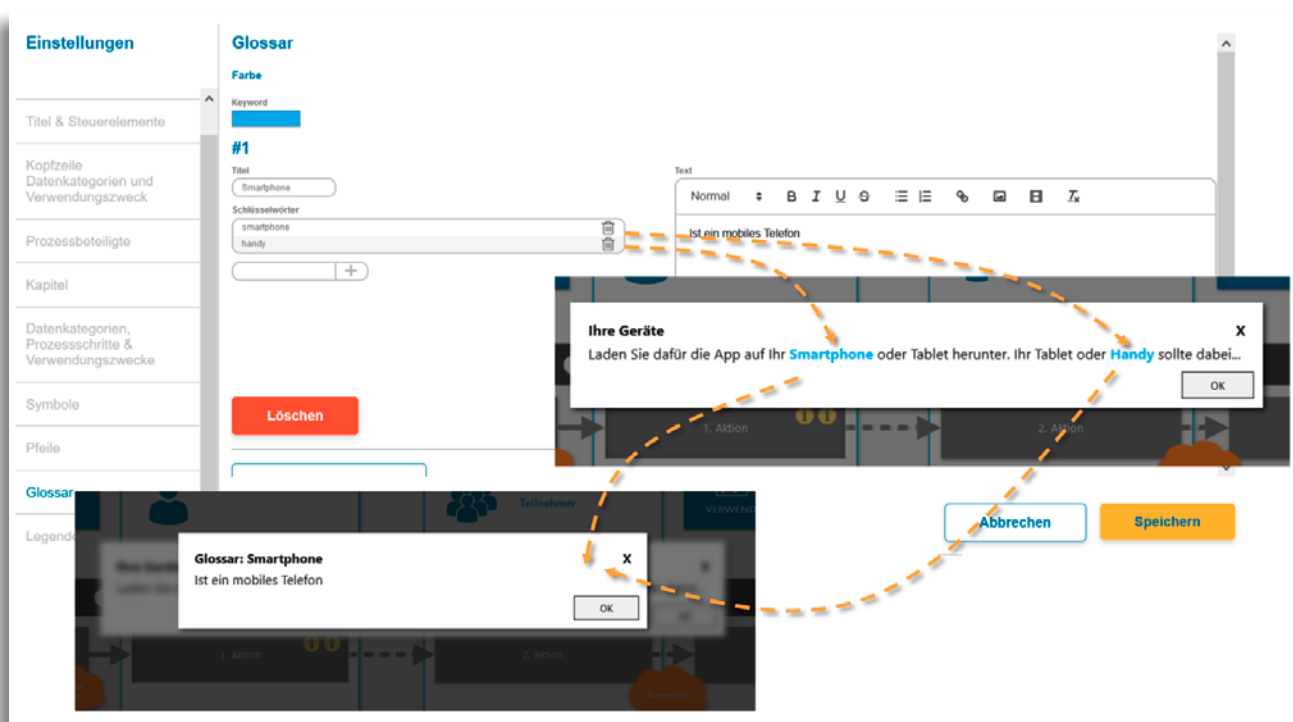 Einstellungen
Titel & Steuerelemente
Kopfzeile
Datenkategorien und
Verwendungszweck
Prozessbeteiligte
Kapitel
Datenkategorien,
Prozessschritte &
Verwendungszwecke
Symbole
Pfeile
Glossar
Legende
Glossar
Farbe
Keyword
#1
Titel
Smartphone
Schlüsselwörter
smartphone
handy
Löschen
Text
Normal
Ist ein mobiles Telefon
Ihre Geräte X
Laden Sie dafür die App auf Ihr Smartphone oder Tablet herunter. Ihr Tablet oder Handy sollte dabei...
OK
1. Aktion
2. Aktion
Abbrechen
Speichern
Teilnehmer
VERWEND
Glossar: Smartphone X
Ist ein mobiles Telefon
OK
1. Aktion
2. Aktion